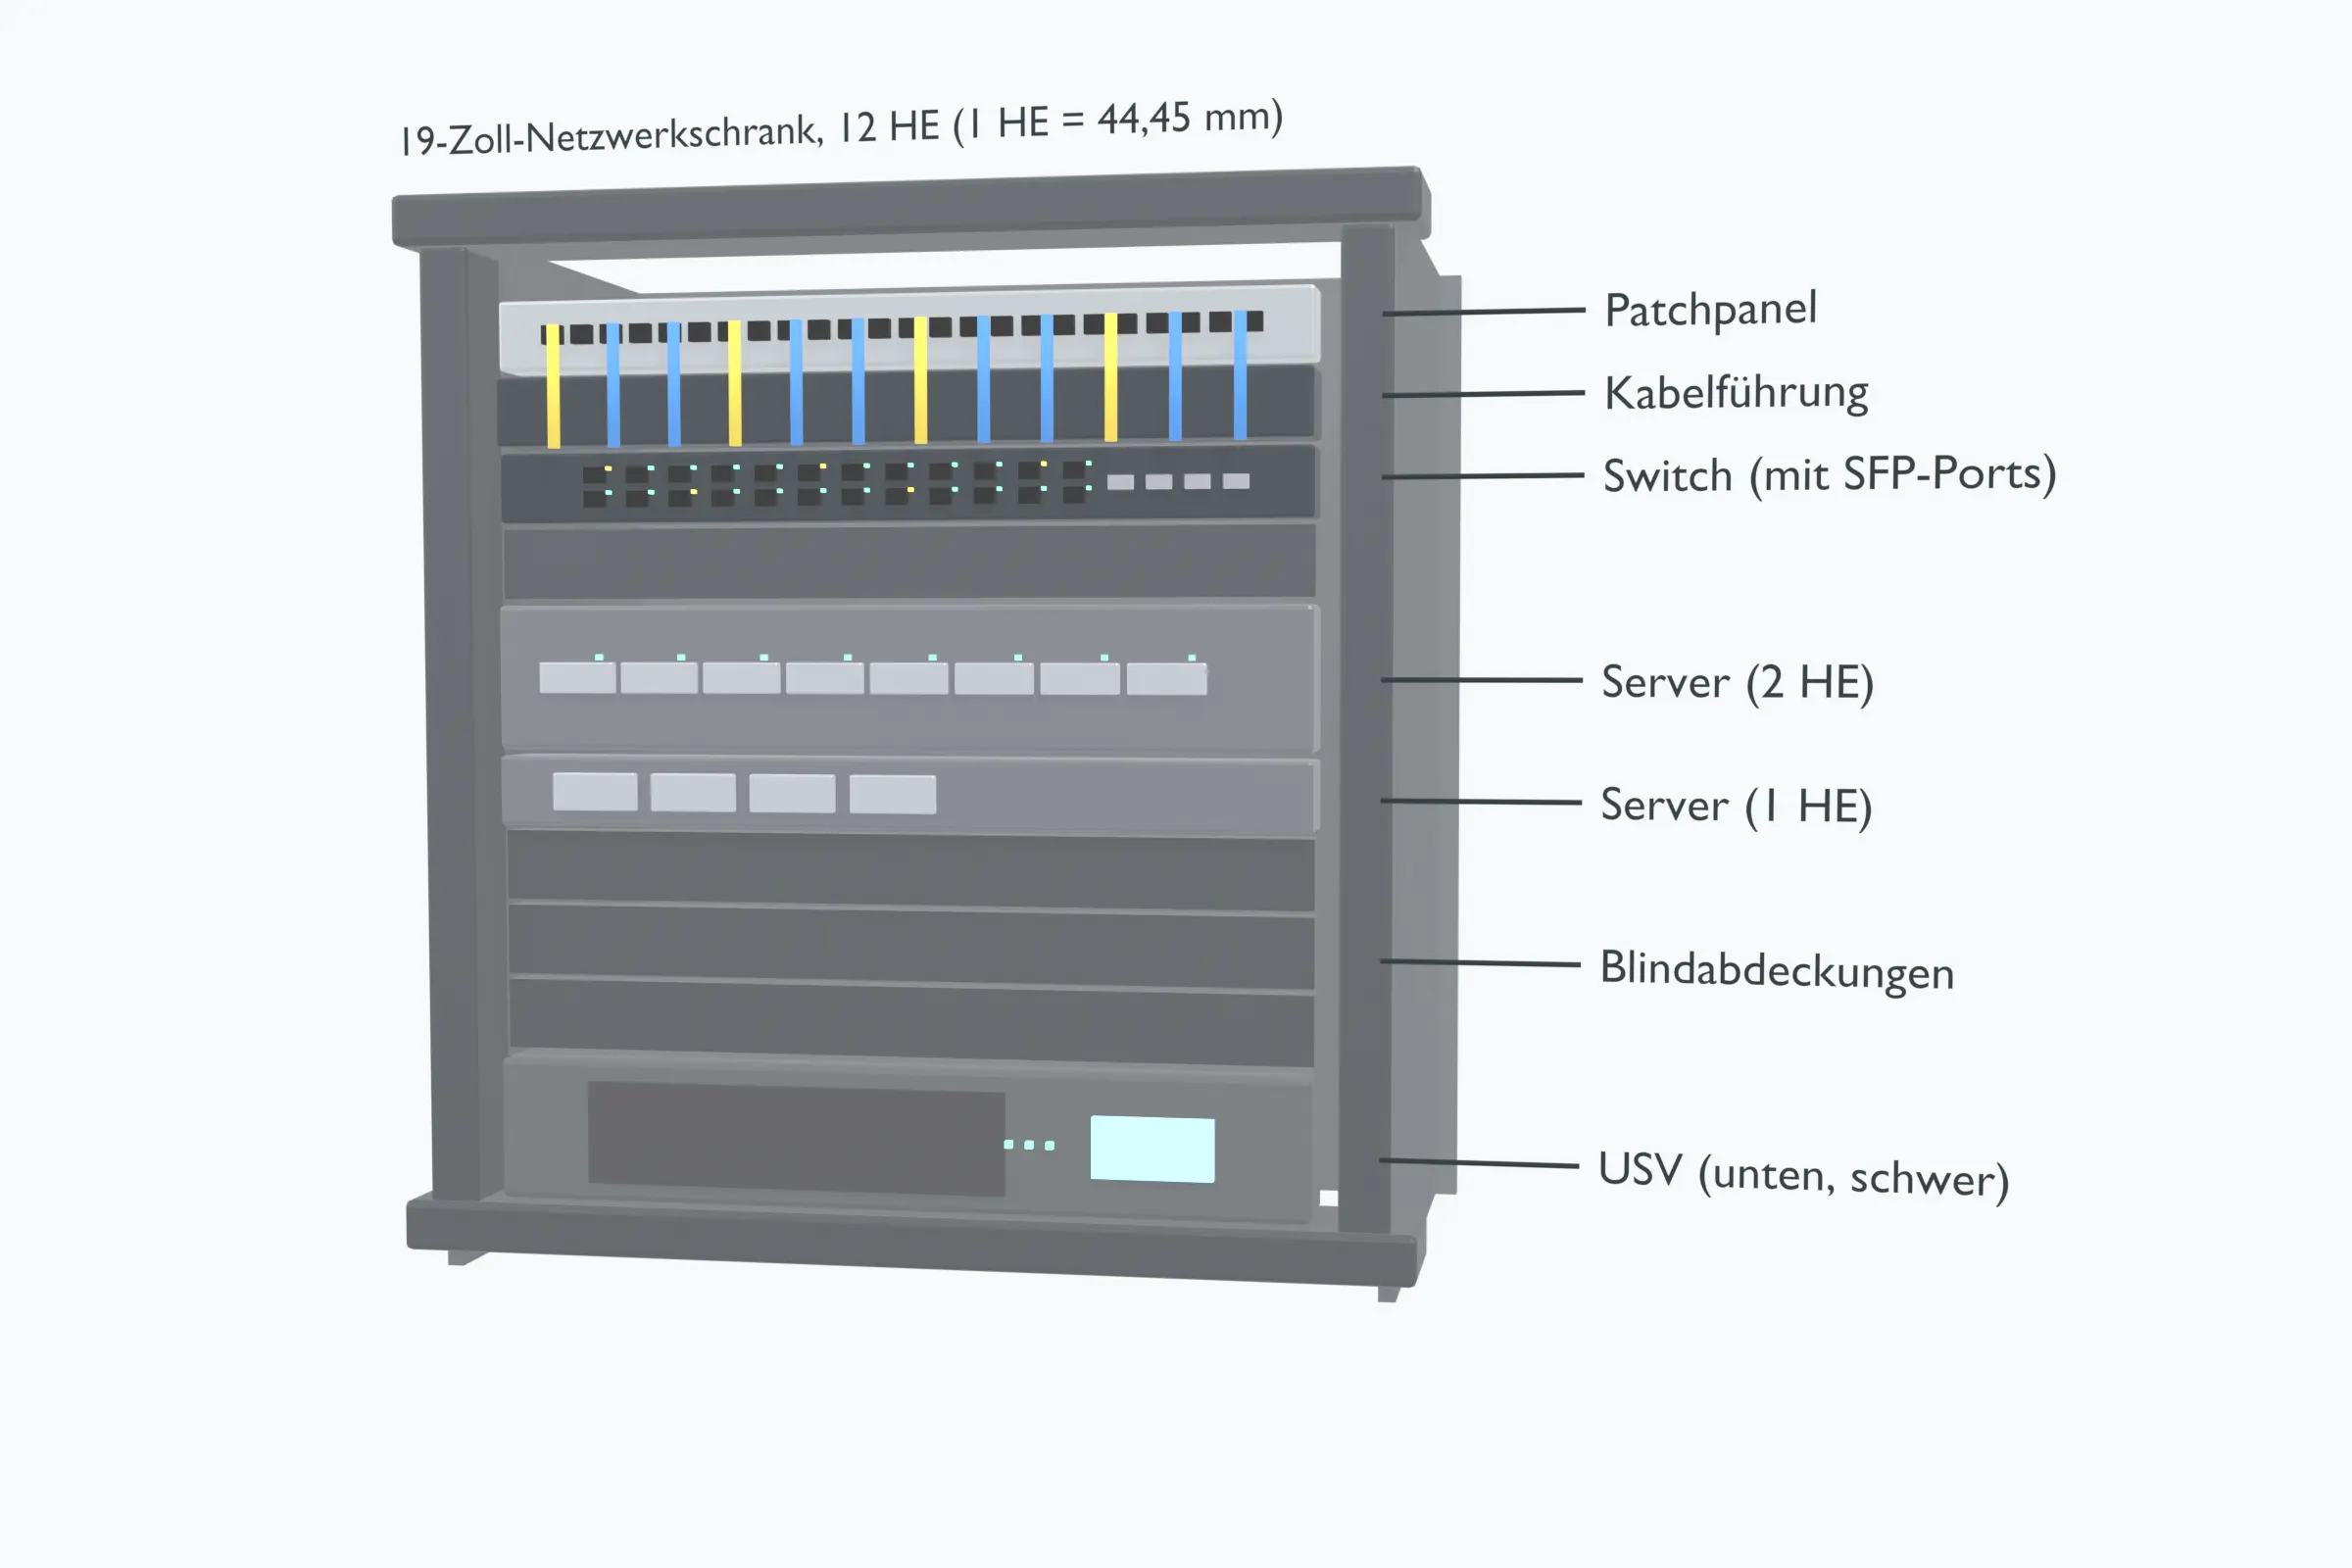 19-Zoll-Netzwerkschrank, 12 HE (1 HE = 44,45 mm)
Patchpanel
Kabelführung
Switch (mit SFP-Ports)
Server (2 HE)
Server (1 HE)
Blindabdeckungen
USV (unten, schwer)